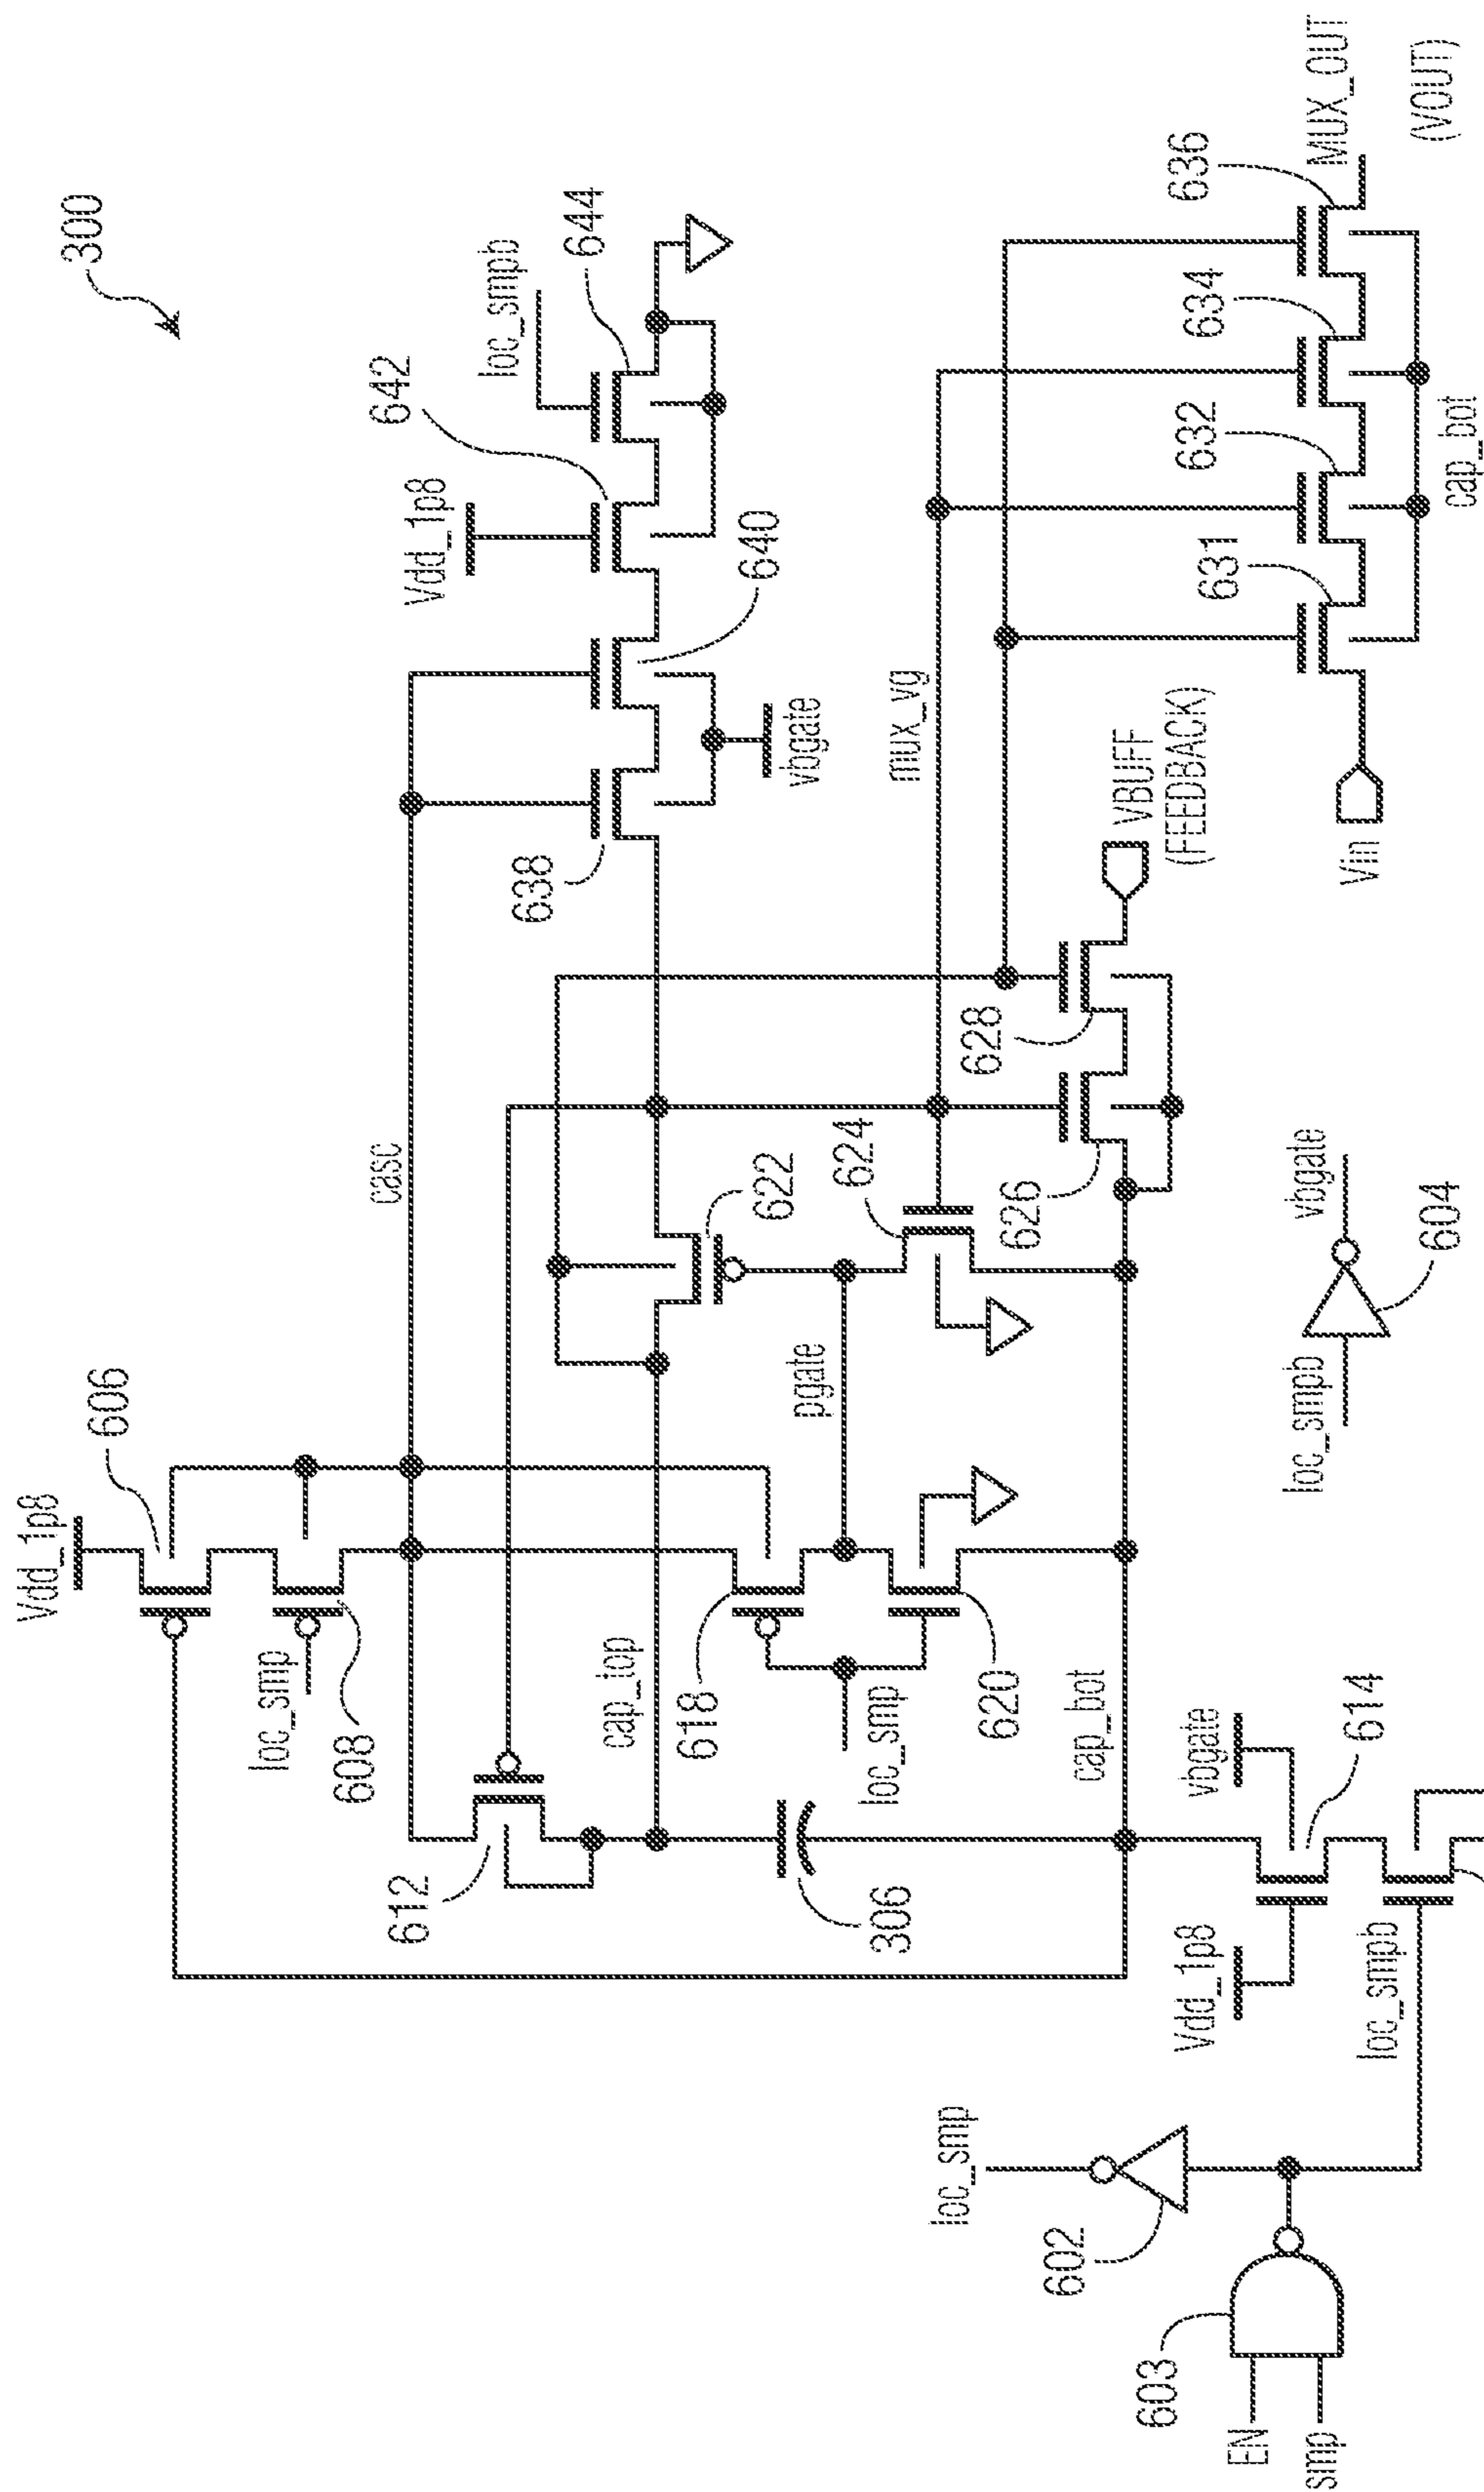 300
Vdd_1p8
606
loc_smp
608
casc
612
cap_top
306
618
loc_smp
620
pgate
cap_bot
622
624
626
628
VBUFF
(FEEDBACK)
mux_vg
638
640
vbgate
Vdd_1p8
642
loc_smpb
644
Vin
631
632
634
636
cap_bot
MUX_OUT
(VOUT)
loc_smpb
vbgate
604
vbgate
614
Vdd_1p8
loc_smpb
loc_smp
602
603
EN
smp